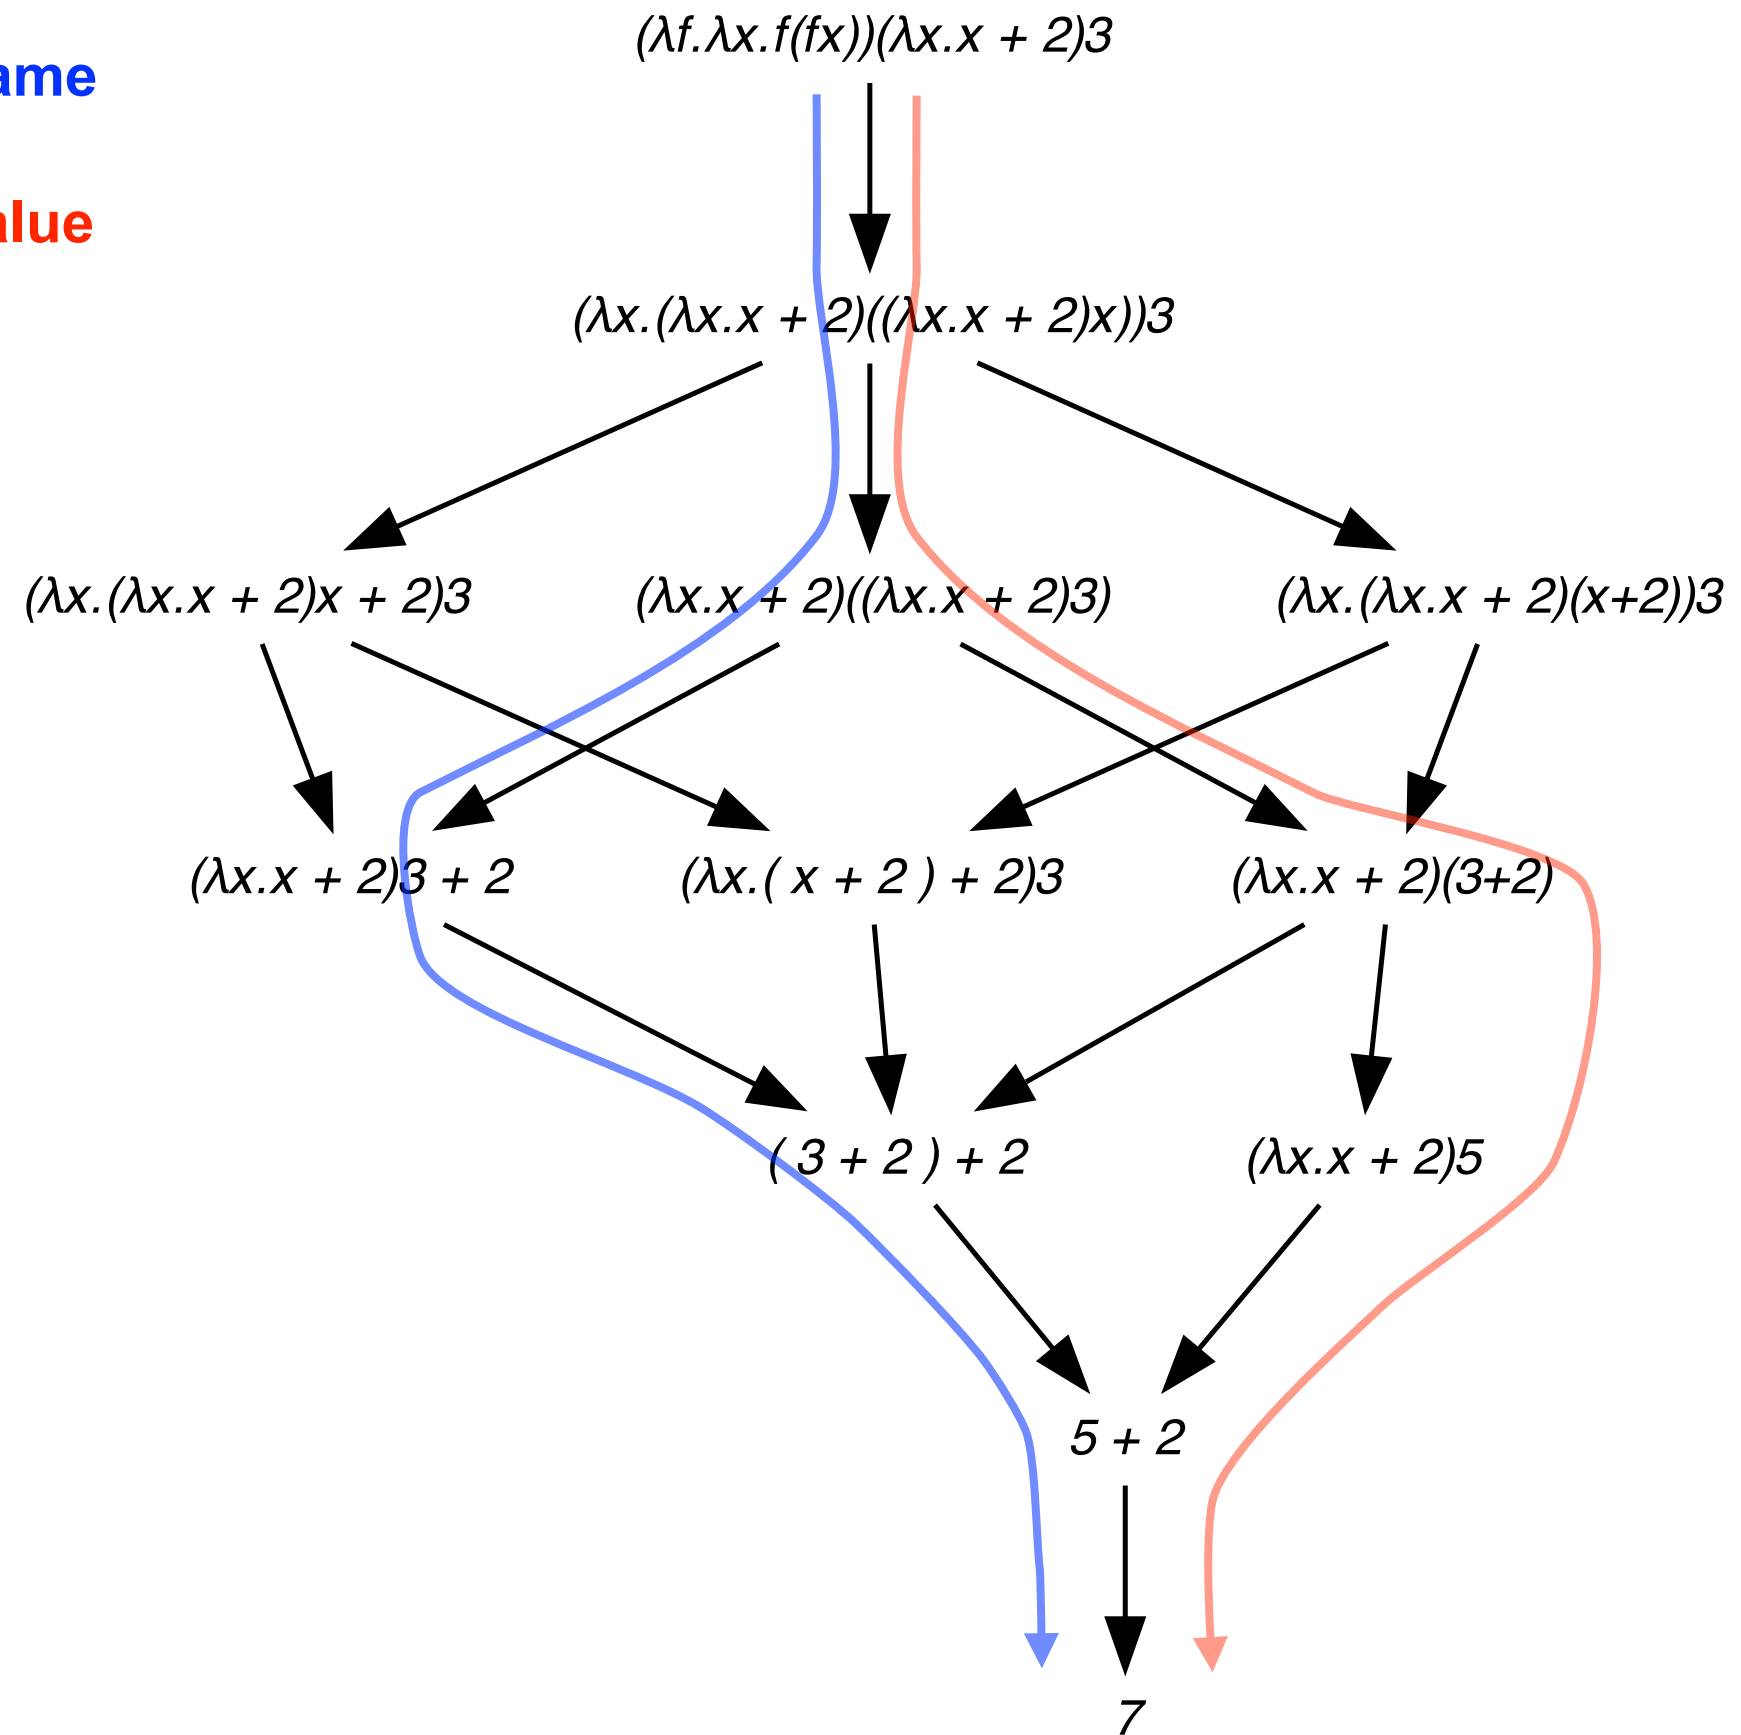 (λf.λx.f(fx))(λx.x + 2)3
ame
alue
(λx.(λx.x + 2)((λx.x + 2)x))3
(λx.(λx.x + 2)x + 2)3
(λx.x + 2)((λx.x + 2)3)
(λx.(λx.x + 2)(x+2))3
(λx.x + 2)3 + 2
(λx.( x + 2 ) + 2)3
(λx.x + 2)(3+2)
( 3 + 2 ) + 2
(λx.x + 2)5
5 + 2
7